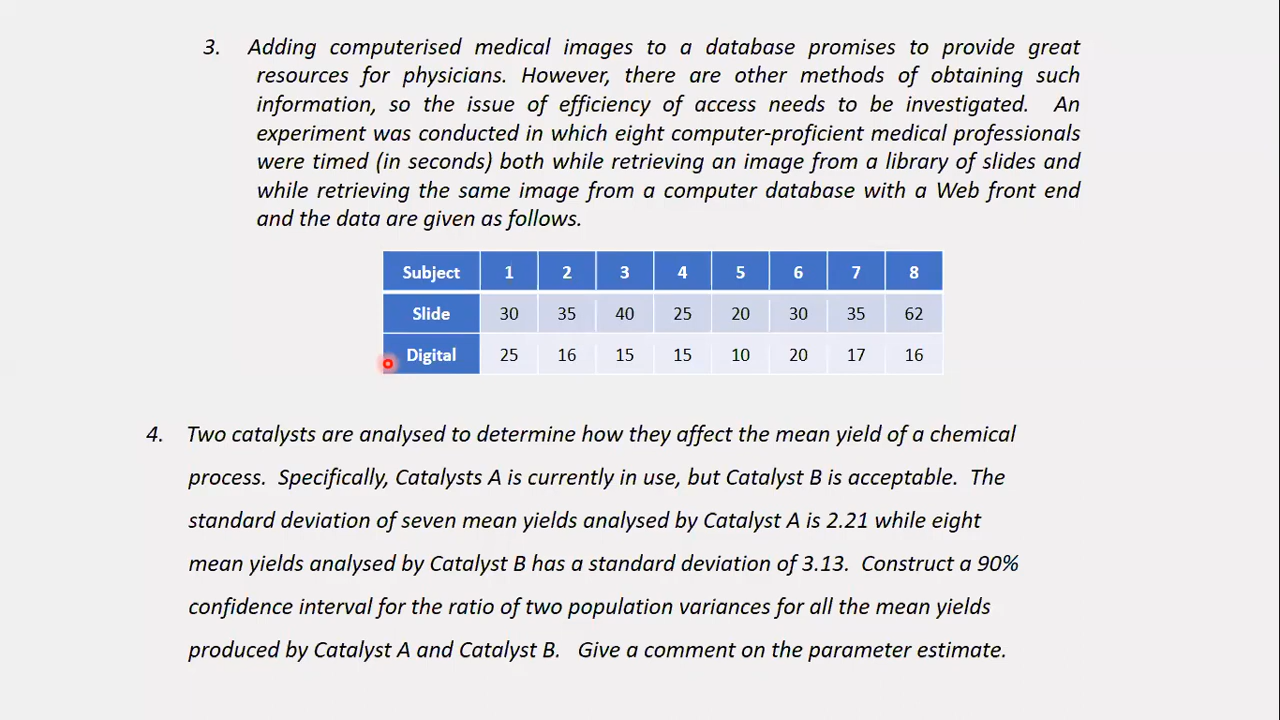 3. Adding computerised medical images to a database promises to provide great
resources for physicians. However, there are other methods of obtaining such
information, so the issue of efficiency of access needs to be investigated. An
experiment was conducted in which eight computer-proficient medical professionals
were timed (in seconds) both while retrieving an image from a library of slides and
while retrieving the same image from a computer database with a Web front end
and the data are given as follows.
Subject 1 2 3 4 5 6 7 8
Slide 30 35 40 25 20 30 35 62
Digital 25 16 15 15 10 20 17 16
4. Two catalysts are analysed to determine how they affect the mean yield of a chemical
process. Specifically, Catalysts A is currently in use, but Catalyst B is acceptable. The
standard deviation of seven mean yields analysed by Catalyst A is 2.21 while eight
mean yields analysed by Catalyst B has a standard deviation of 3.13. Construct a 90%
confidence interval for the ratio of two population variances for all the mean yields
produced by Catalyst A and Catalyst B. Give a comment on the parameter estimate.